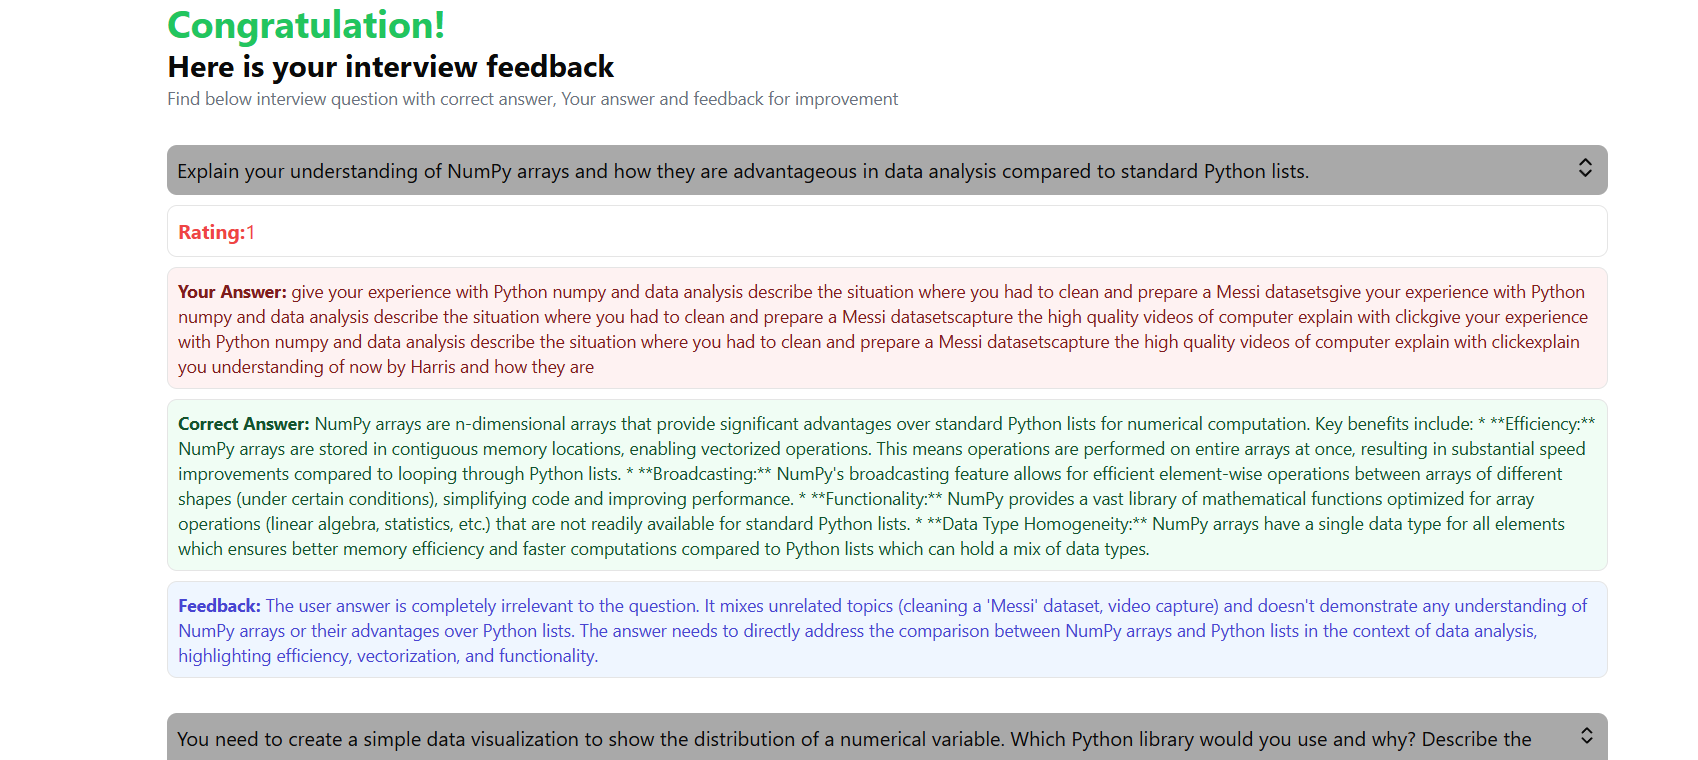 Congratulation!
Here is your interview feedback
Find below interview question with correct answer, Your answer and feedback for improvement
Explain your understanding of NumPy arrays and how they are advantageous in data analysis compared to standard Python lists.
Rating:1
Your Answer: give your experience with Python numpy and data analysis describe the situation where you had to clean and prepare a Messi datasetsgive your experience with Python
numpy and data analysis describe the situation where you had to clean and prepare a Messi datasetscapture the high quality videos of computer explain with clickgive your experience
with Python numpy and data analysis describe the situation where you had to clean and prepare a Messi datasetscapture the high quality videos of computer explain with clickexplain
you understanding of now by Harris and how they are
Correct Answer: NumPy arrays are n-dimensional arrays that provide significant advantages over standard Python lists for numerical computation. Key benefits include: * **Efficiency:**
NumPy arrays are stored in contiguous memory locations, enabling vectorized operations. This means operations are performed on entire arrays at once, resulting in substantial speed
improvements compared to looping through Python lists. * **Broadcasting:** NumPy's broadcasting feature allows for efficient element-wise operations between arrays of different
shapes (under certain conditions), simplifying code and improving performance. * **Functionality:** NumPy provides a vast library of mathematical functions optimized for array
operations (linear algebra, statistics, etc.) that are not readily available for standard Python lists. * **Data Type Homogeneity:** NumPy arrays have a single data type for all elements
which ensures better memory efficiency and faster computations compared to Python lists which can hold a mix of data types.
Feedback: The user answer is completely irrelevant to the question. It mixes unrelated topics (cleaning a 'Messi' dataset, video capture) and doesn't demonstrate any understanding of
NumPy arrays or their advantages over Python lists. The answer needs to directly address the comparison between NumPy arrays and Python lists in the context of data analysis,
highlighting efficiency, vectorization, and functionality.
You need to create a simple data visualization to show the distribution of a numerical variable. Which Python library would you use and why? Describe the